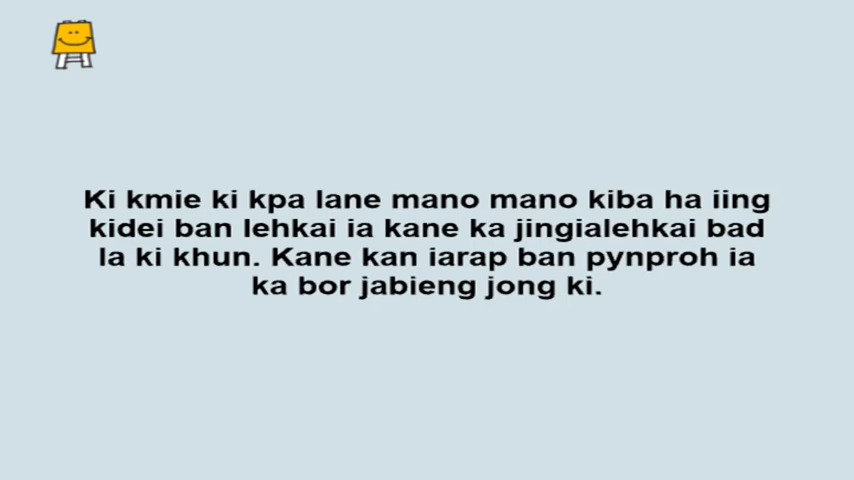 Ki kmie ki kpa lane mano mano kiba ha iing
kidei ban lehkai ia kane ka jingialehkai bad
la ki khun. Kane kan iarap ban pynproh ia
ka bor jabieng jong ki.